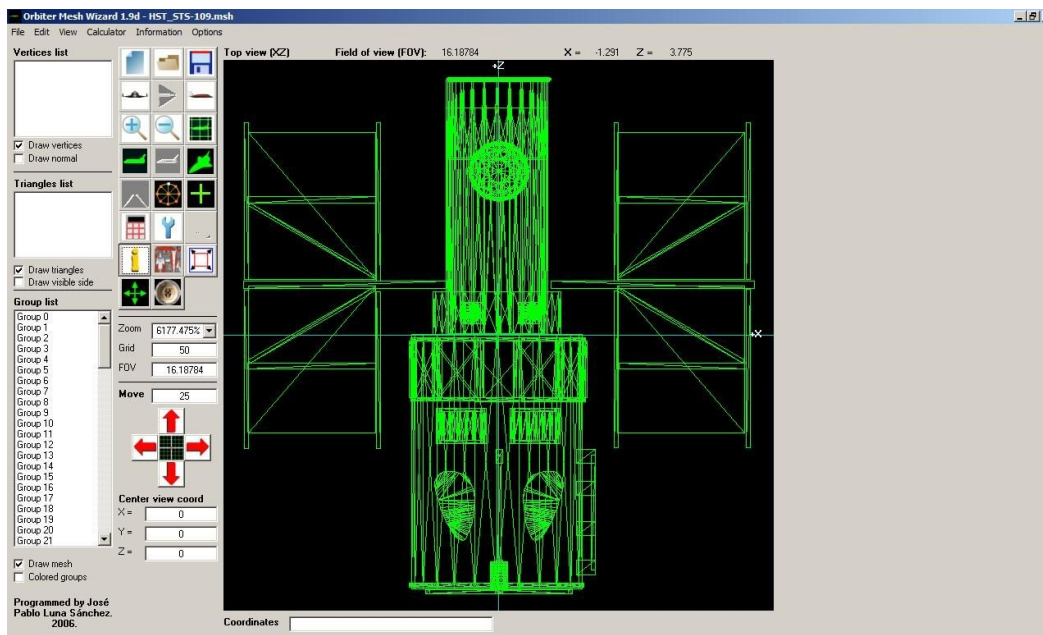 Orbiter Mesh Wizard 1.9d - HST_STS-109.msh
File Edit View Calculator Information Options
Vertices list
Top view (XZ) Field of view (FOV): 16.18784 X = -1.291 Z = 3.775
+Z
Draw vertices
Draw normal
Triangles list
Draw triangles
Draw visible side
Group list
Group 0
Group 1
Group 2
Group 3
Group 4
Group 5
Group 6
Group 7
Group 8
Group 9
Group 10
Group 11
Group 12
Group 13
Group 14
Group 15
Group 16
Group 17
Group 18
Group 19
Group 20
Group 21
Zoom 6177.475%
Grid 50
FOV 16.18784
Move 25
+X
Center view coord
X = 0
Y = 0
Z = 0
Draw mesh
Colored groups
Programmed by José
Pablo Luna Sánchez.
2006.
Coordinates